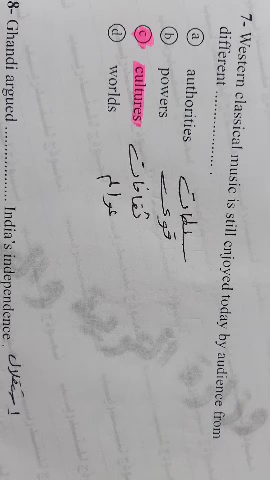 7- Western classical music is still enjoyed today by audience from
different ....................
ⓐ authorities سلطات
ⓑ powers قوى
ⓒ cultures ثقافات
ⓓ worlds عوالم
8- Ghandi argued .................. India's independence. استقلال